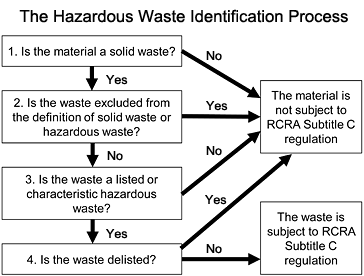 The Hazardous Waste Identification Process
1. Is the material a solid waste?
No
Yes
2. Is the waste excluded from
the definition of solid waste or
hazardous waste?
Yes
The material is
not subject to
RCRA Subtitle C
regulation
No
No
3. Is the waste a listed or
characteristic hazardous
waste?
Yes
Yes
4. Is the waste delisted?
No
The waste is
subject to RCRA
Subtitle C
regulation